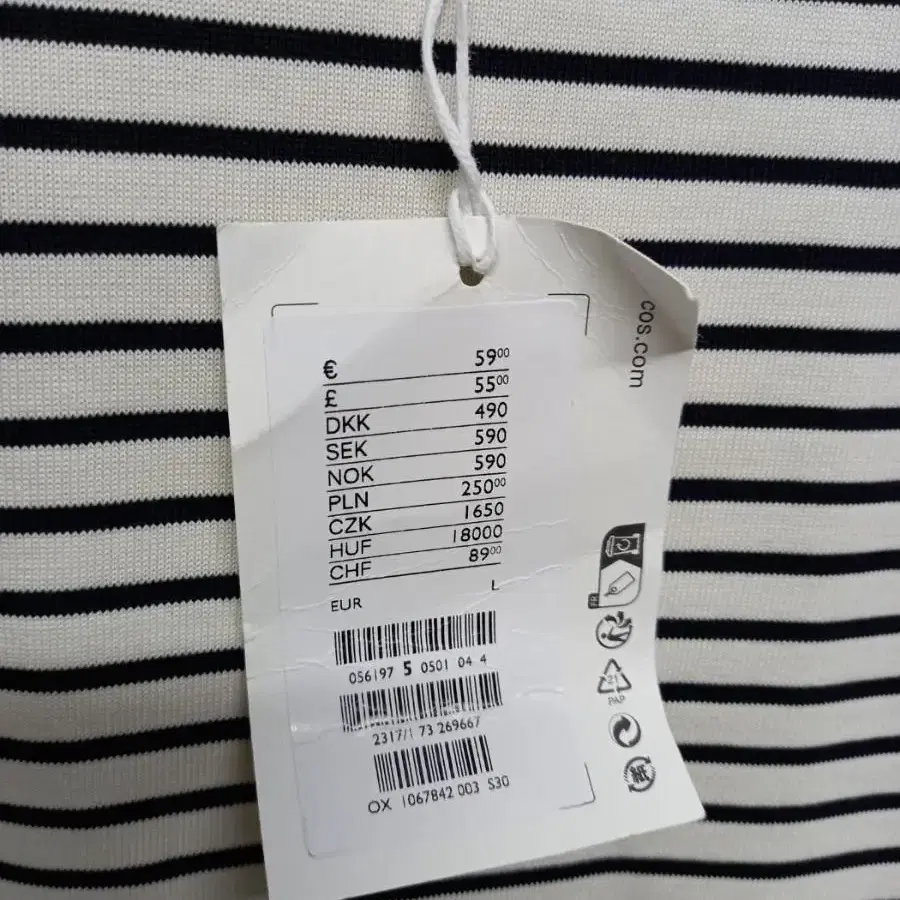 cos.com
€ 59⁰⁰
£ 55⁰⁰
DKK 490
SEK 590
NOK 590
PLN 250⁰⁰
CZK 1650
HUF 18000
CHF 89⁰⁰
EUR L
056197 5 0501 04 4
2317/1 73 269667
OX 1067842 003 S30
FR
21
PAP